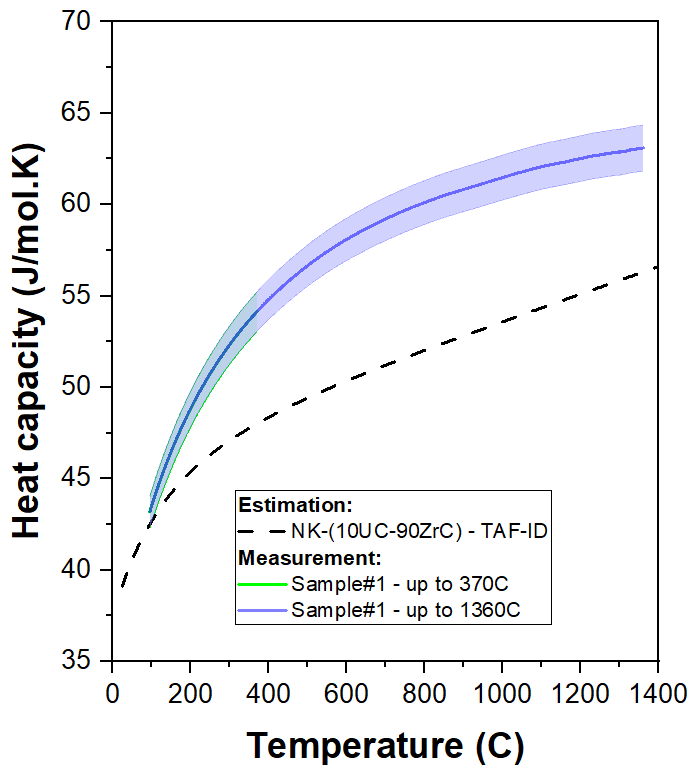 70
65
60
55
50
45
40
35
Heat capacity (J/mol.K)
Estimation:
NK-(10UC-90ZrC) - TAF-ID
Measurement:
Sample#1 - up to 370C
Sample#1 - up to 1360C
0 200 400 600 800 1000 1200 1400
Temperature (C)